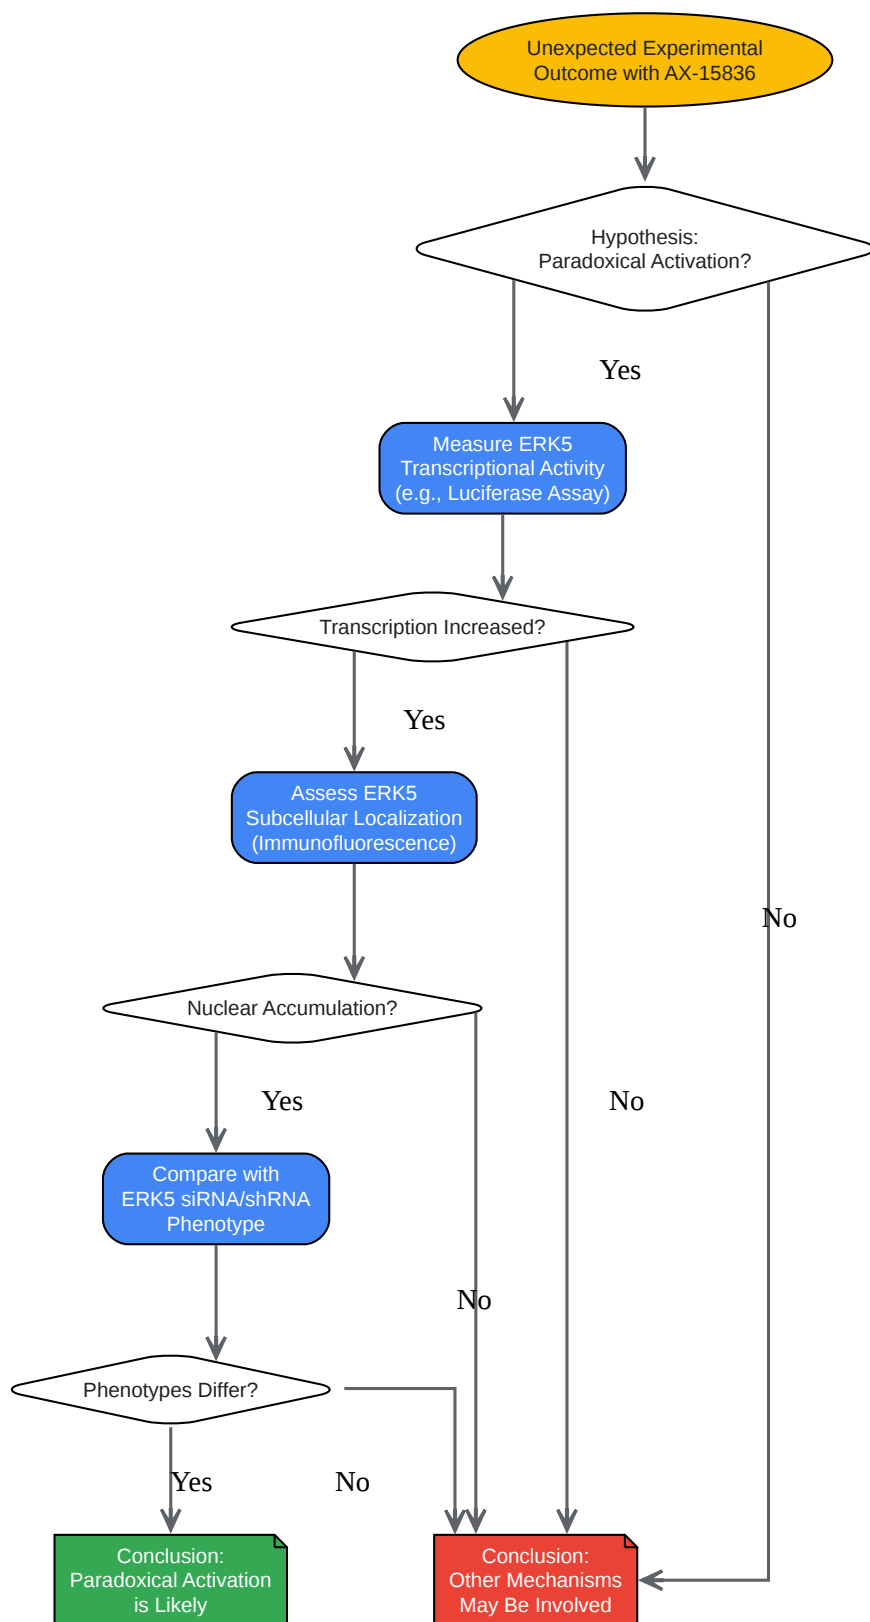 Unexpected Experimental
Outcome with AX-15836
Hypothesis:
Paradoxical Activation?
Yes
Measure ERK5
Transcriptional Activity
(e.g., Luciferase Assay)
Transcription Increased?
Yes
Assess ERK5
Subcellular Localization
(Immunofluorescence)
No
Nuclear Accumulation?
Yes
No
Compare with
ERK5 siRNA/shRNA
Phenotype
No
Phenotypes Differ?
Yes
No
Conclusion:
Paradoxical Activation
is Likely
Conclusion:
Other Mechanisms
May Be Involved